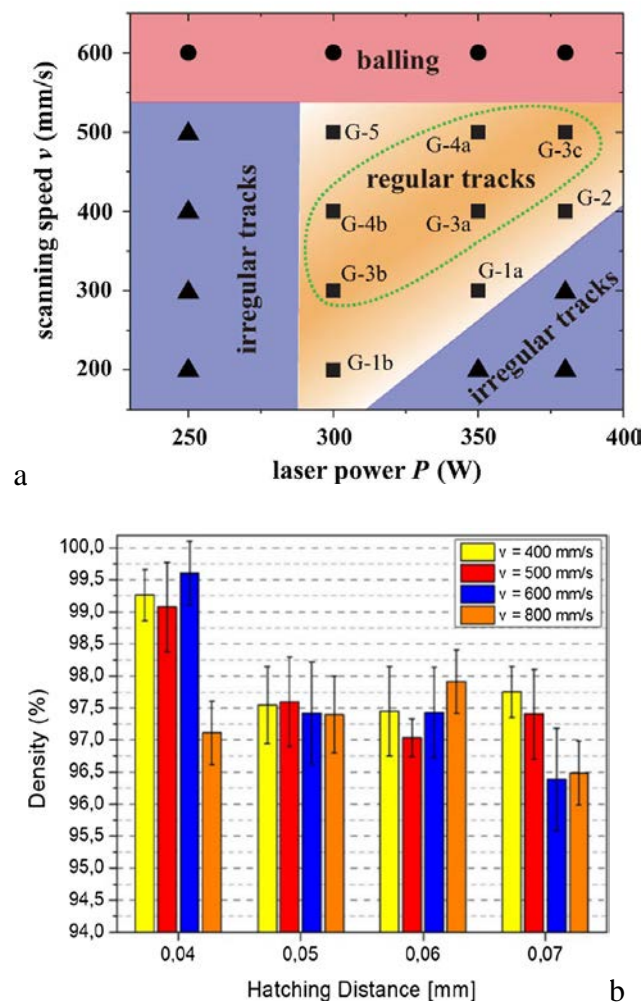 600
balling
500
G-5
G-4a
G-3c
regular tracks
G-2
400
G-4b
G-3a
G-3b
G-1a
300
irregular tracks
irregular tracks
200
G-1b
scanning speed v (mm/s)
250
300
350
400
laser power P (W)
a
v = 400 mm/s
v = 500 mm/s
v = 600 mm/s
v = 800 mm/s
100,0
99,5
99,0
98,5
98,0
97,5
97,0
96,5
96,0
95,5
95,0
94,5
94,0
Density (%)
0,04
0,05
0,06
0,07
Hatching Distance [mm]
b